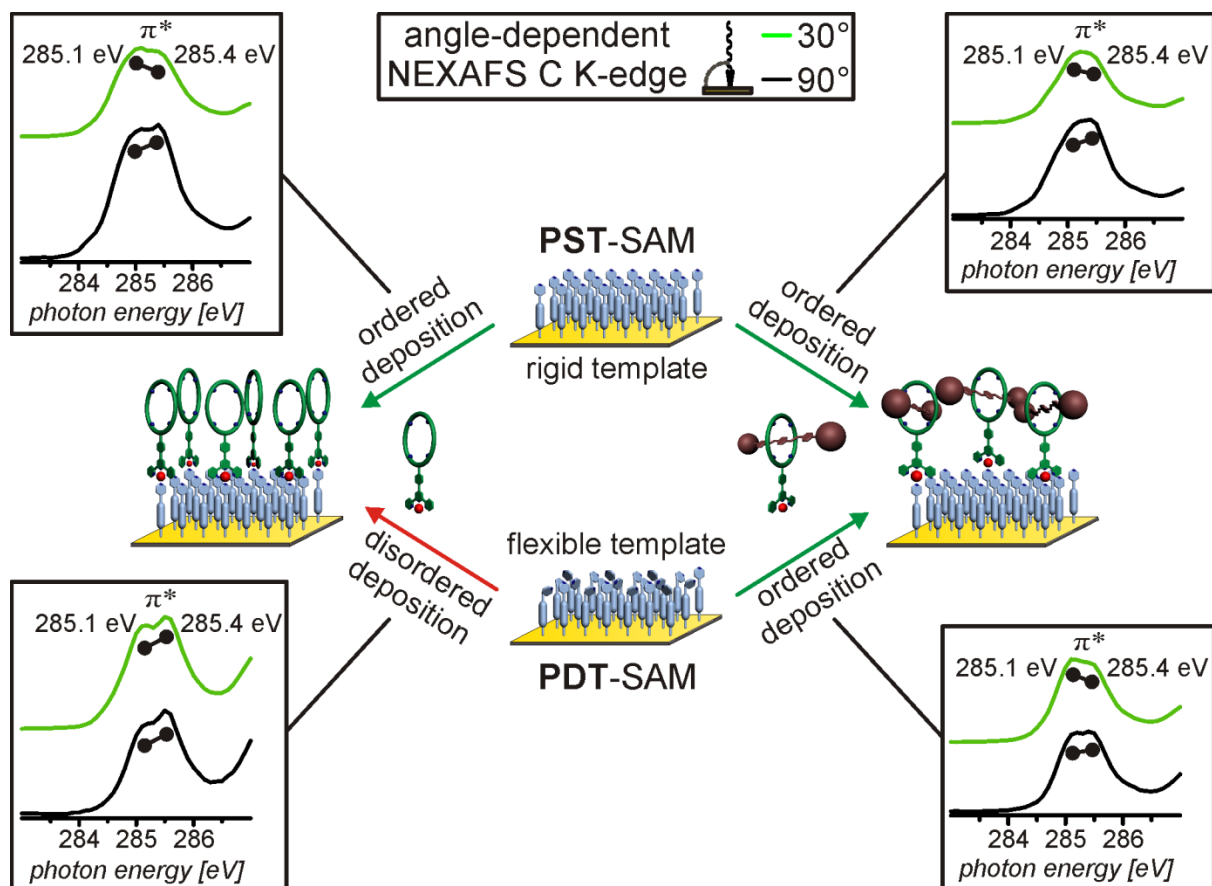 π*
285.1 eV 285.4 eV
284 285 286
photon energy [eV]
angle-dependent
NEXAFS C K-edge
30°
90°
π*
285.1 eV 285.4 eV
284 285 286
photon energy [eV]
ordered
deposition
PST-SAM
rigid template
ordered
deposition
disordered
deposition
flexible template
PDT-SAM
ordered
deposition
π*
285.1 eV 285.4 eV
284 285 286
photon energy [eV]
π*
285.1 eV 285.4 eV
284 285 286
photon energy [eV]